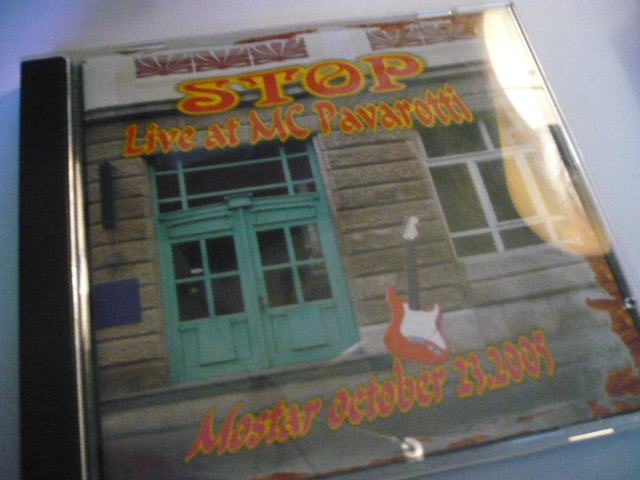 STOP
Live at MC Pavarotti
Mostar october 23.2005